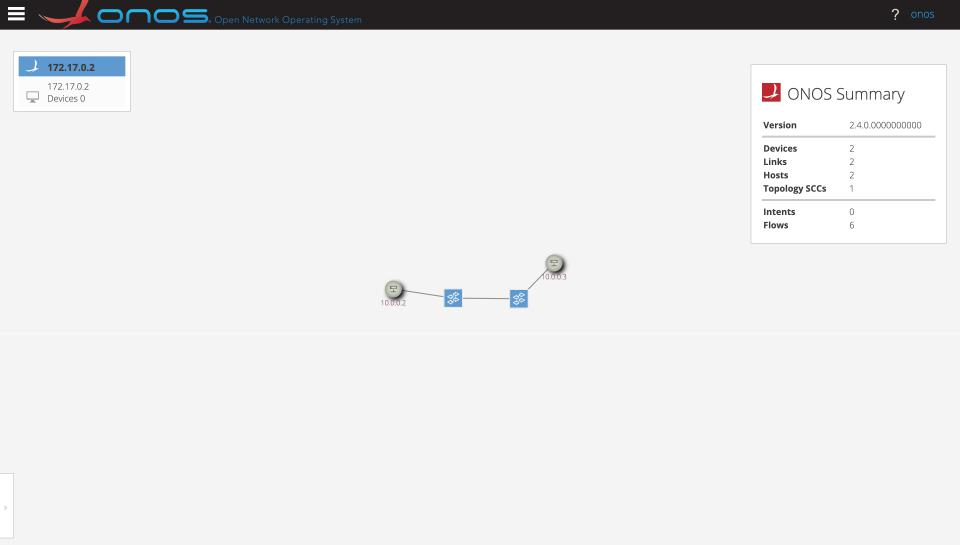 onos Open Network Operating System
? onos
172.17.0.2
172.17.0.2
Devices 0
ONOS Summary
Version 2.4.0.0000000000
Devices 2
Links 2
Hosts 2
Topology SCCs 1
Intents 0
Flows 6
10.0.0.3
10.0.0.2